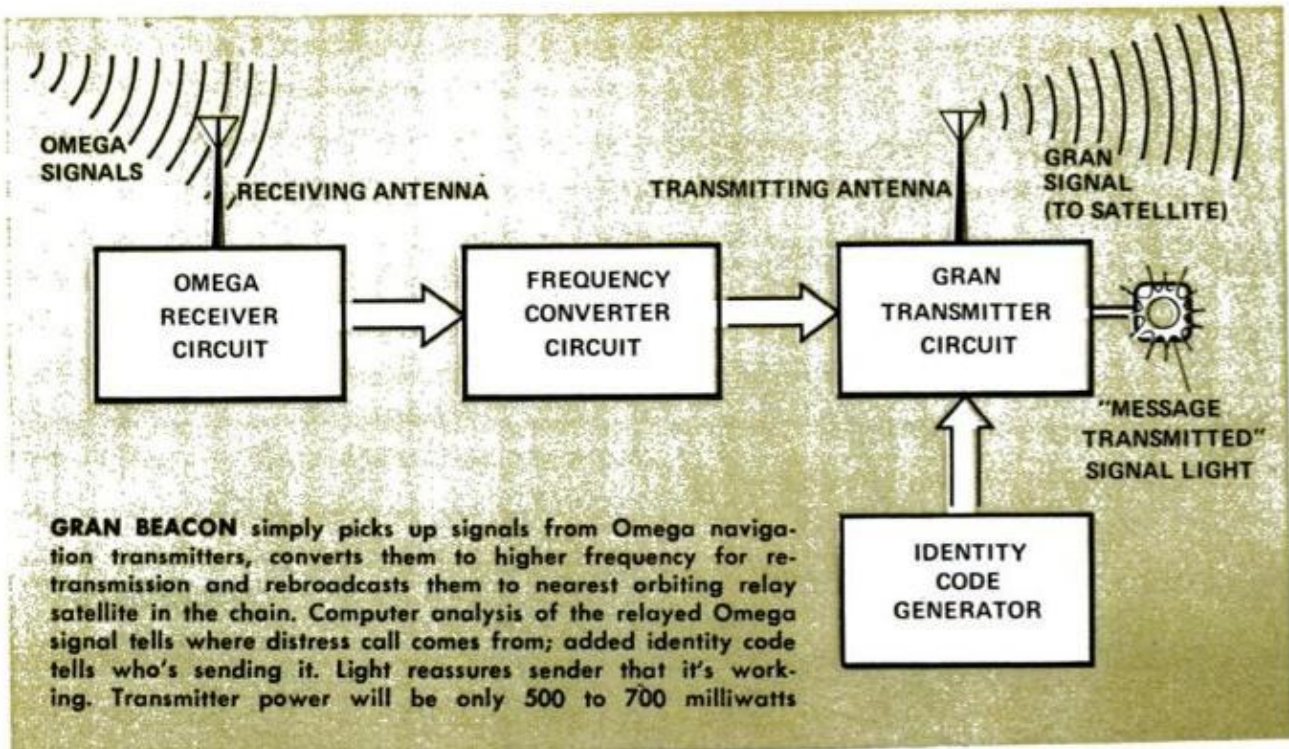 OMEGA
SIGNALS
RECEIVING ANTENNA
TRANSMITTING ANTENNA
GRAN
SIGNAL
(TO SATELLITE)
OMEGA
RECEIVER
CIRCUIT
FREQUENCY
CONVERTER
CIRCUIT
GRAN
TRANSMITTER
CIRCUIT
"MESSAGE
TRANSMITTED"
SIGNAL LIGHT
IDENTITY
CODE
GENERATOR
GRAN BEACON simply picks up signals from Omega naviga-
tion transmitters, converts them to higher frequency for re-
transmission and rebroadcasts them to nearest orbiting relay
satellite in the chain. Computer analysis of the relayed Omega
signal tells where distress call comes from; added identity code
tells who's sending it. Light reassures sender that it's work-
ing. Transmitter power will be only 500 to 700 milliwatts